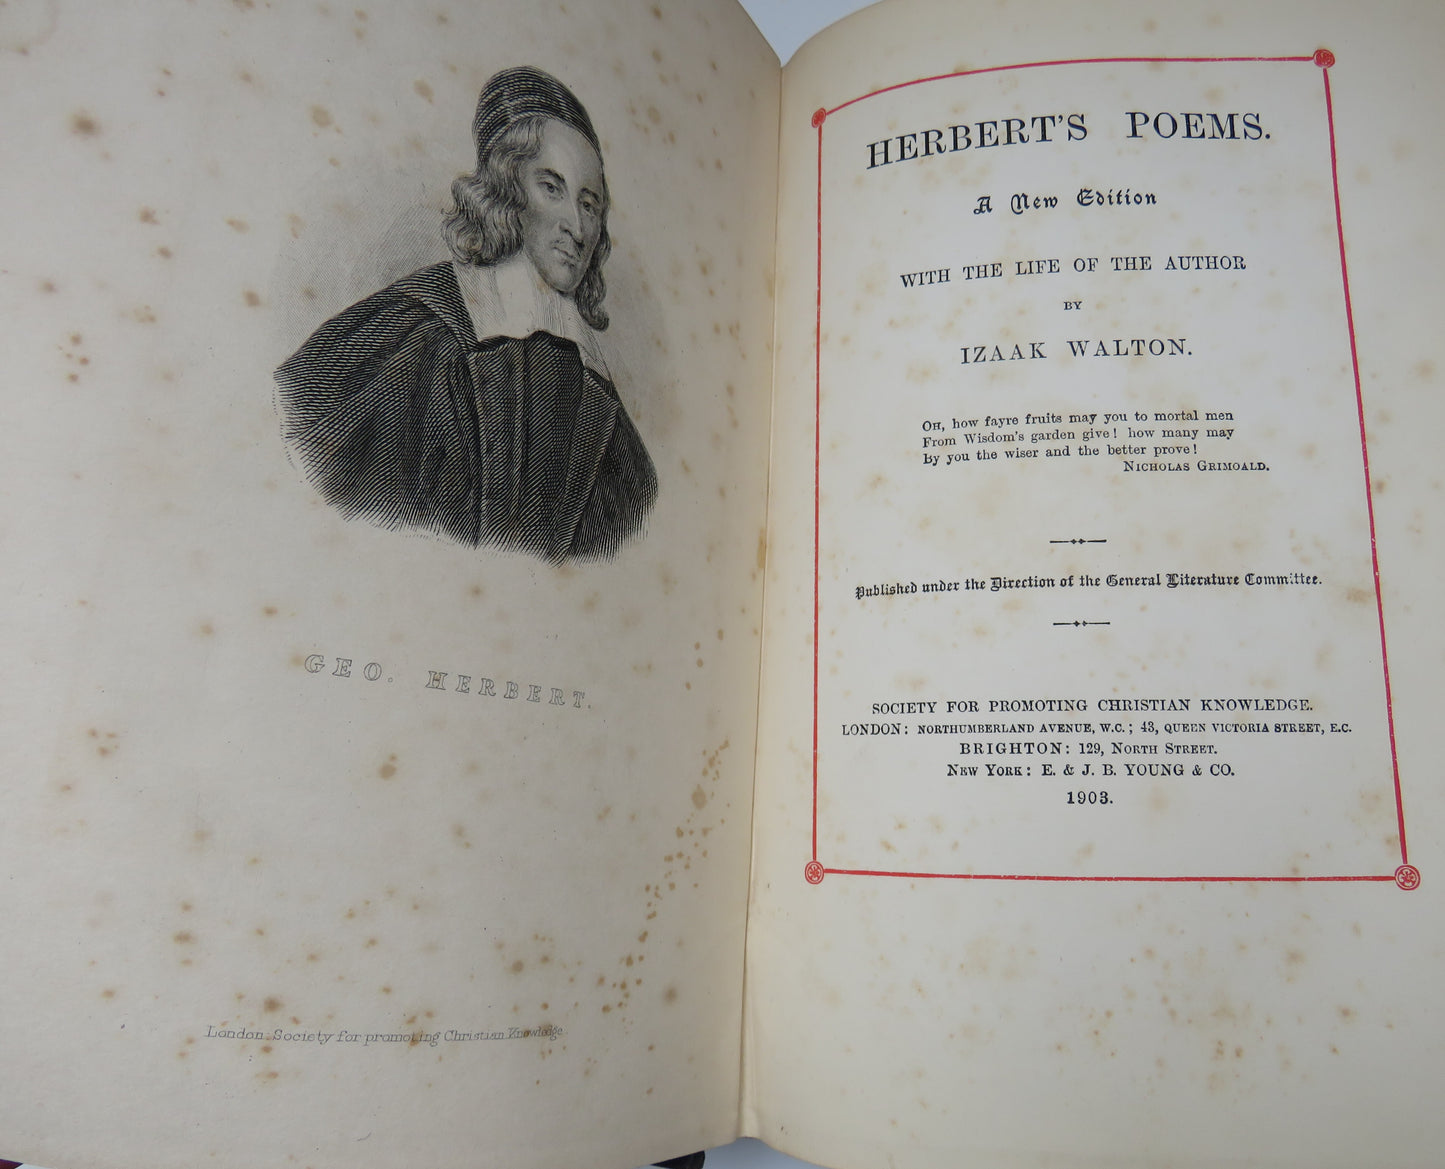 GEO. HERBERT.
London: Society for promoting Christian Knowledge
HERBERT'S POEMS.
A New Edition
WITH THE LIFE OF THE AUTHOR
BY
IZAAK WALTON.
OH, how fayre fruits may you to mortal men
From Wisdom's garden give! how many may
By you the wiser and the better prove!
NICHOLAS GRIMOALD.
Published under the Direction of the General Literature Committee.
SOCIETY FOR PROMOTING CHRISTIAN KNOWLEDGE.
LONDON: NORTHUMBERLAND AVENUE, W.C.; 43, QUEEN VICTORIA STREET, E.C.
BRIGHTON: 129, NORTH STREET.
NEW YORK: E. & J. B. YOUNG & CO.
1903.